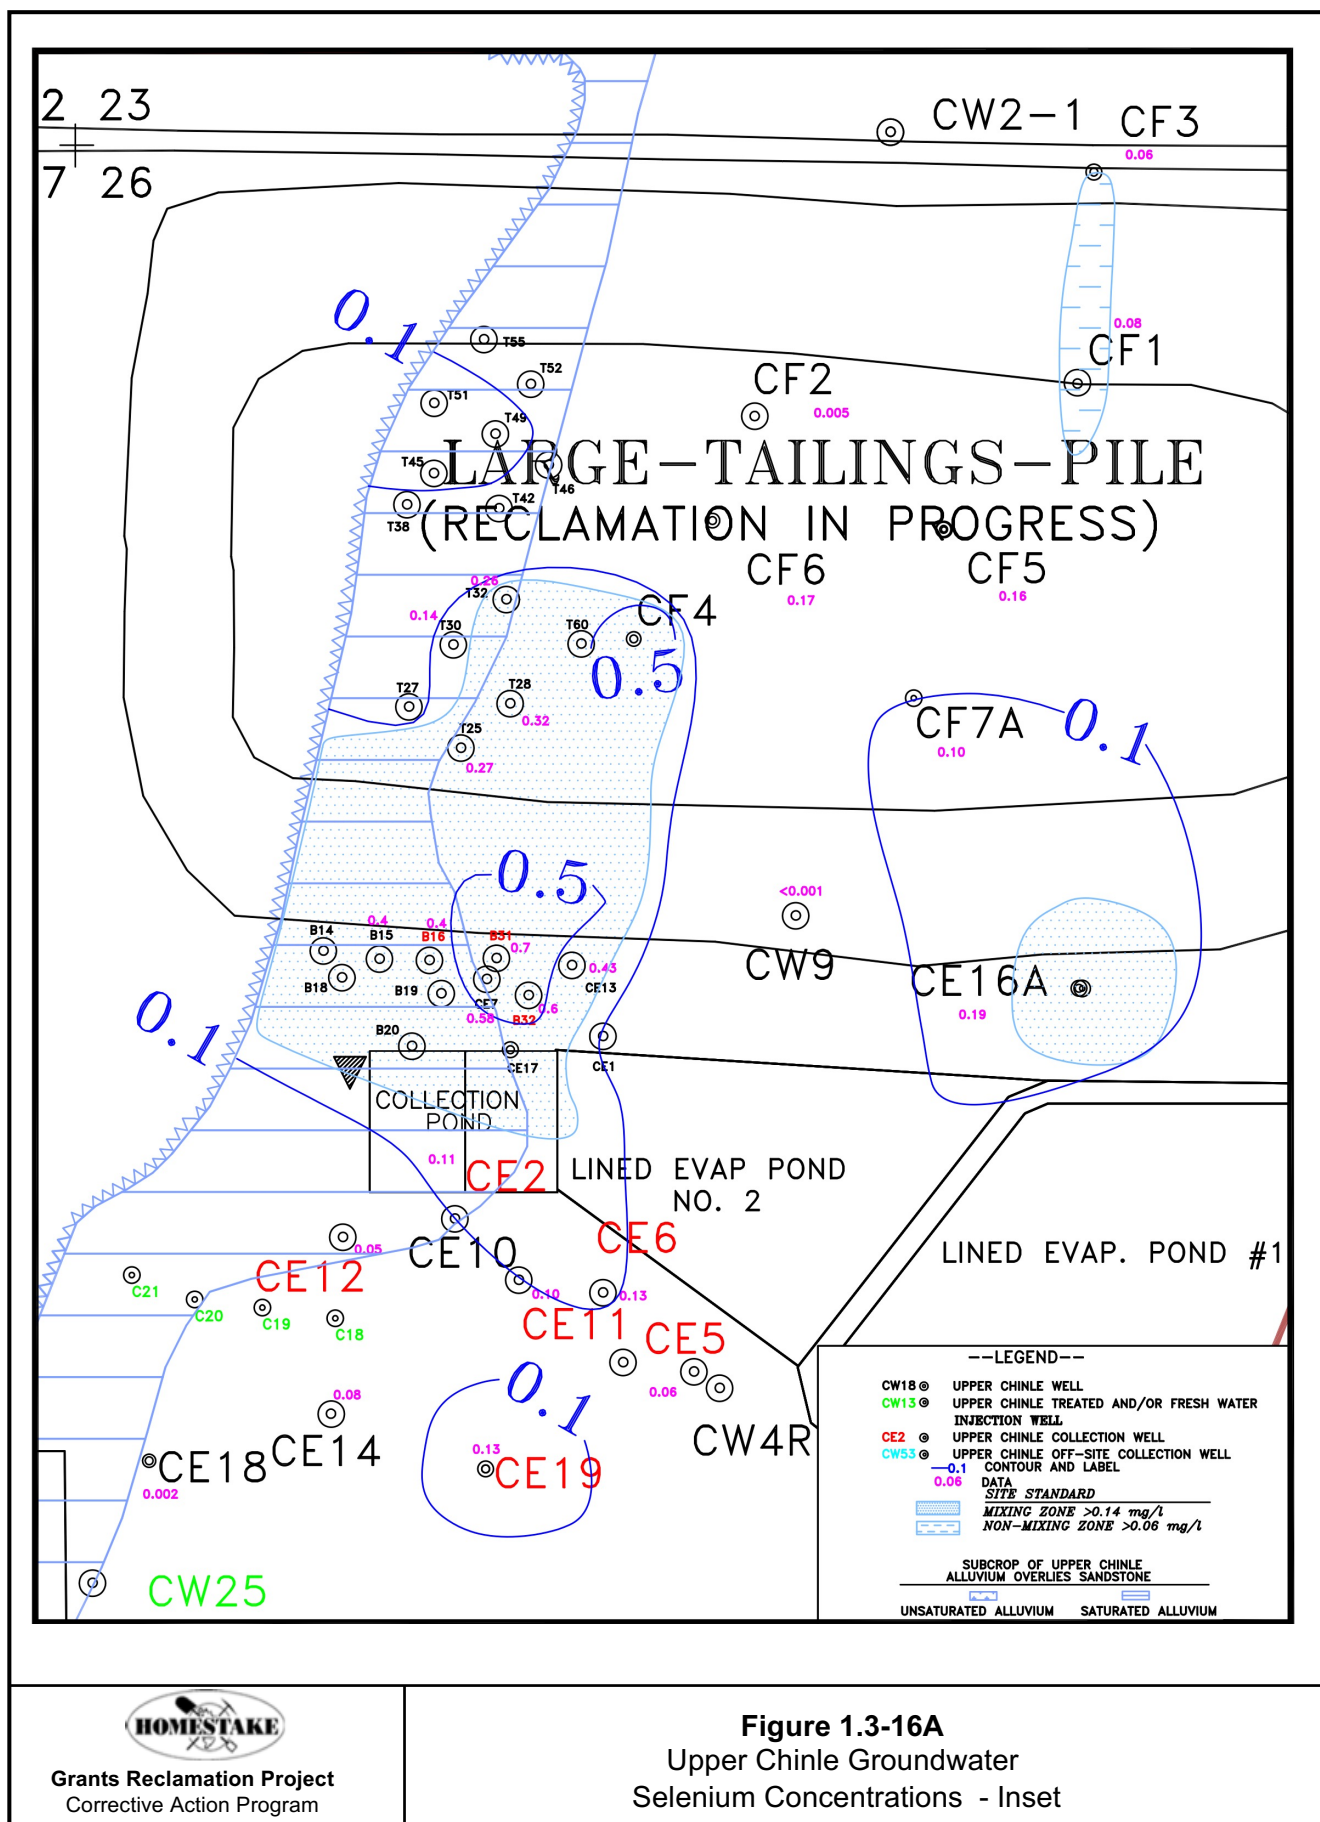 2 23
7 26
CW2-1
CF3
0.06
0.1
T55
T52
T51
T49
T45
T46
T42
T38
0.08
CF1
CF2
0.005
LARGE-TAILINGS-PILE
(RECLAMATION IN PROGRESS)
CF6
0.17
CF5
0.16
0.26
T32
0.14
T30
T60
CF4
0.5
T27
T28
0.32
T25
0.27
CF7A
0.10
0.1
0.5
<0.001
CW9
0.4
0.4
B14
B15
B16
B31
0.7
B18
B19
CE7
0.58
B32
0.6
0.43
CE13
CE16A
0.19
0.1
B20
CE17
CE1
COLLECTION
POND
0.11
CE2
LINED EVAP POND
NO. 2
CE10
CE6
LINED EVAP. POND #1
0.05
CE12
C21
C20
C19
C18
0.10
CE11
0.13
CE5
0.06
CW4R
0.08
CE14
CE18
0.002
0.1
0.13
CE19
CW25
--LEGEND--
CW18 UPPER CHINLE WELL
CW13 UPPER CHINLE TREATED AND/OR FRESH WATER
INJECTION WELL
CE2 UPPER CHINLE COLLECTION WELL
CW53 UPPER CHINLE OFF-SITE COLLECTION WELL
0.1 CONTOUR AND LABEL
0.06 DATA
SITE STANDARD
MIXING ZONE >0.14 mg/l
NON-MIXING ZONE >0.06 mg/l
SUBCROP OF UPPER CHINLE
ALLUVIUM OVERLIES SANDSTONE
UNSATURATED ALLUVIUM SATURATED ALLUVIUM
HOMESTAKE
Grants Reclamation Project
Corrective Action Program
Figure 1.3-16A
Upper Chinle Groundwater
Selenium Concentrations - Inset